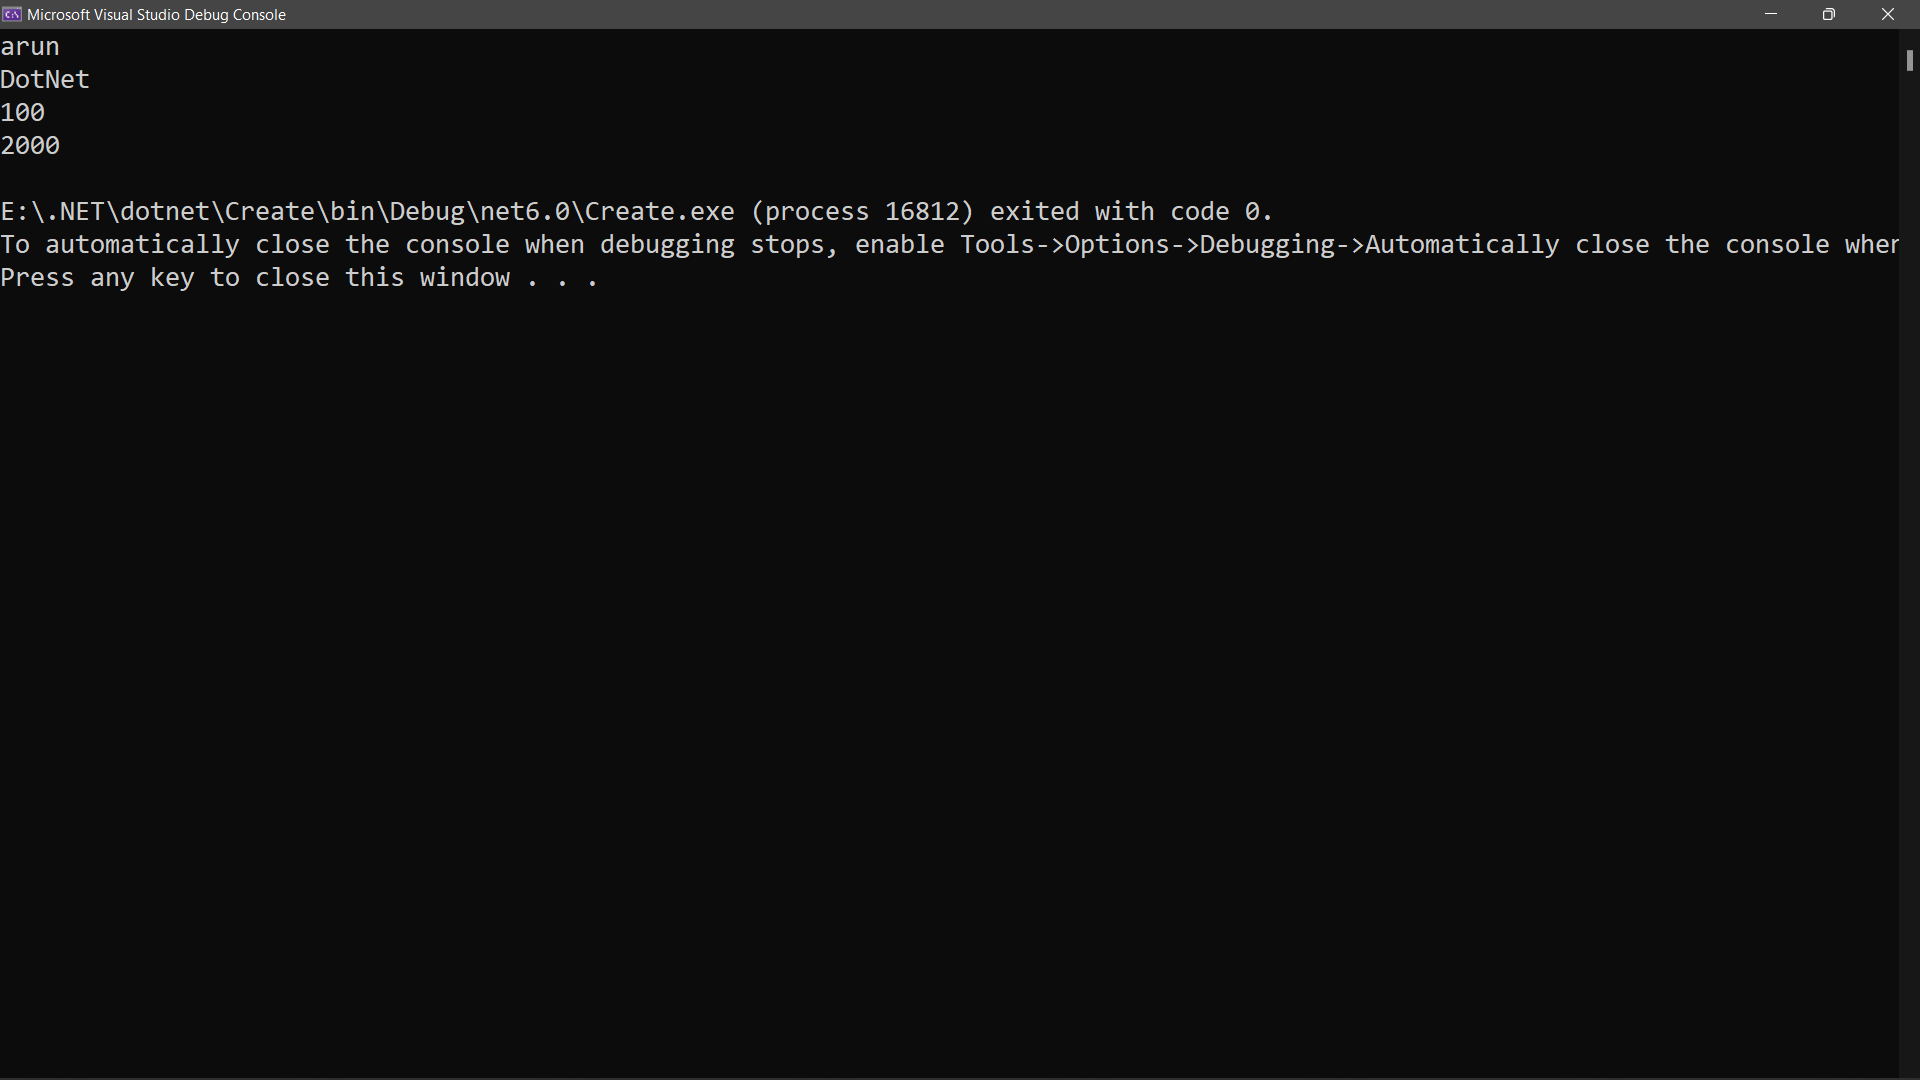 Microsoft Visual Studio Debug Console
arun
DotNet
100
2000
E:\.NET\dotnet\Create\bin\Debug\net6.0\Create.exe (process 16812) exited with code 0.
To automatically close the console when debugging stops, enable Tools->Options->Debugging->Automatically close the console when
Press any key to close this window . . .